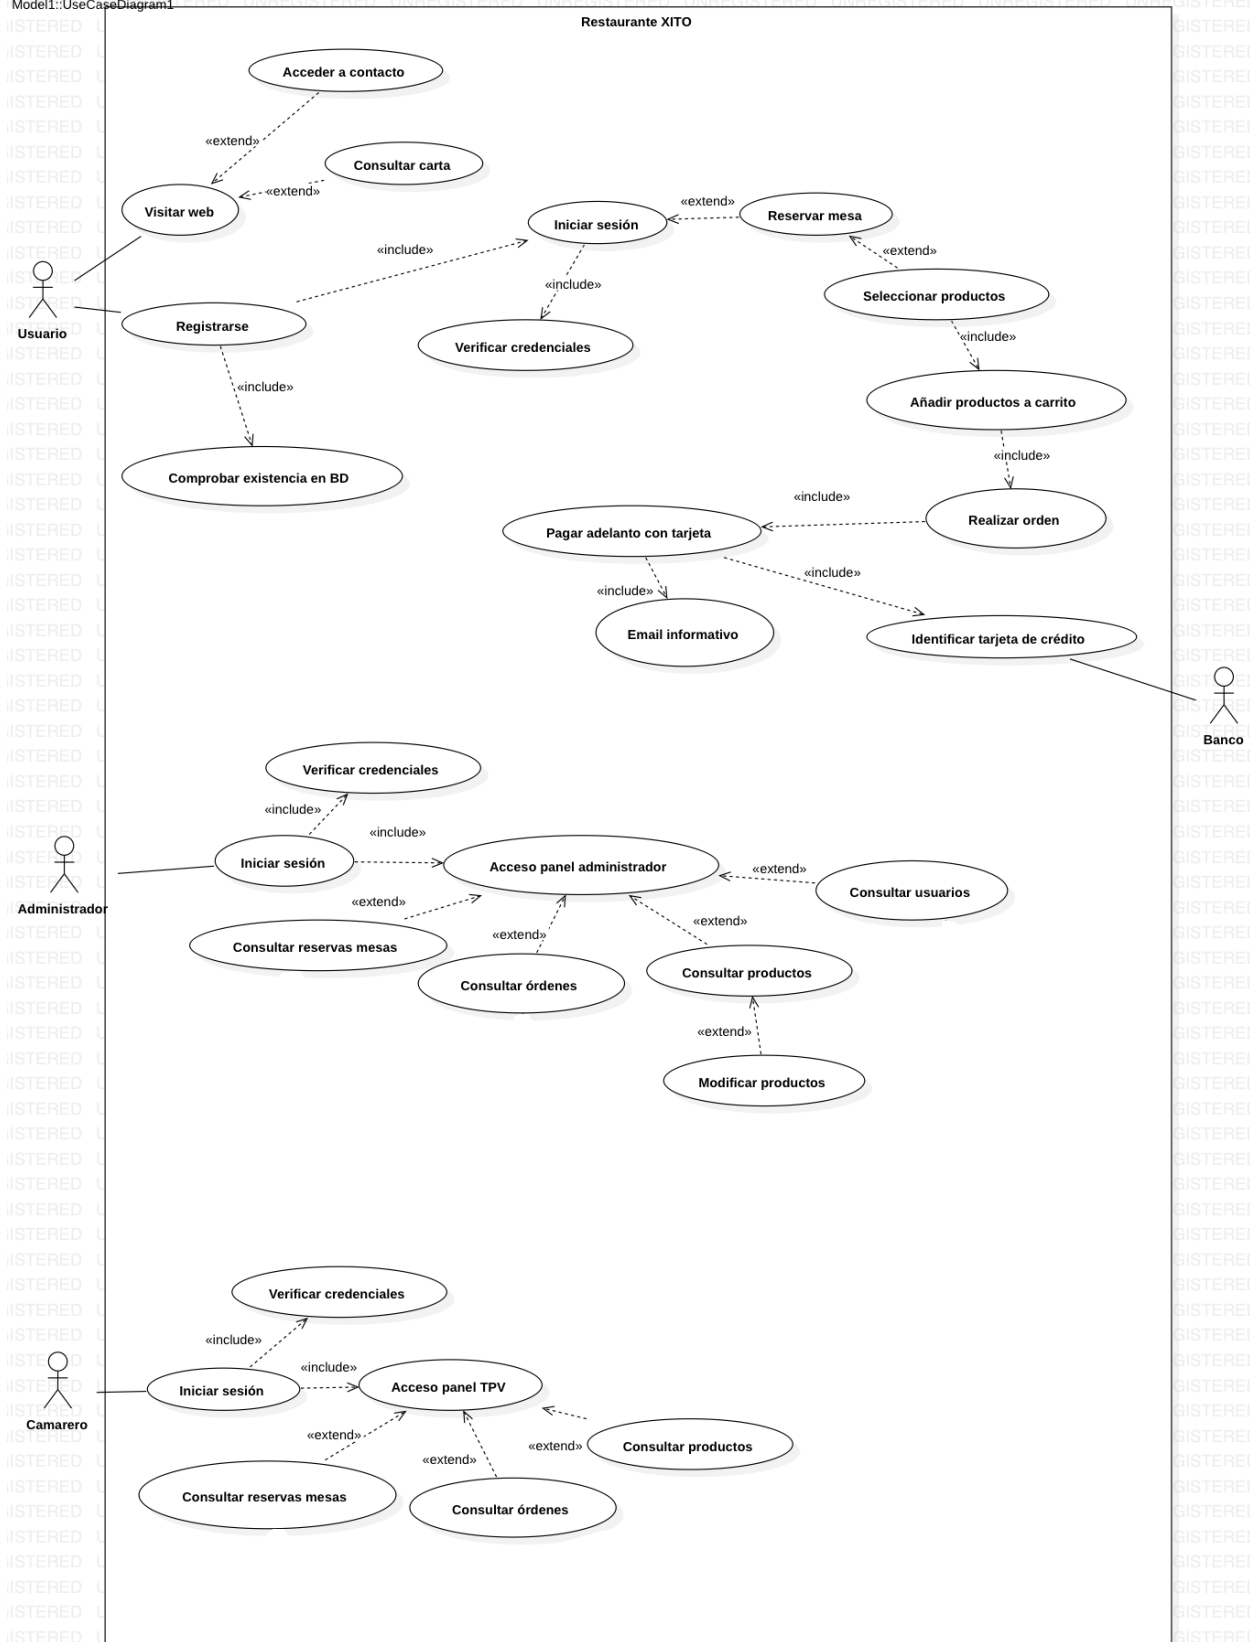 Model1::UseCaseDiagram1
Restaurante XITO
Acceder a contacto
«extend»
Consultar carta
«extend»
Visitar web
Iniciar sesión
«extend»
Reservar mesa
«include»
«extend»
«include»
Seleccionar productos
Usuario
Registrarse
«include»
Verificar credenciales
«include»
Añadir productos a carrito
«include»
Comprobar existencia en BD
«include»
Realizar orden
Pagar adelanto con tarjeta
«include»
«include»
Email informativo
Identificar tarjeta de crédito
Banco
Verificar credenciales
«include»
«include»
Iniciar sesión
Acceso panel administrador
«extend»
Consultar usuarios
Administrador
«extend»
«extend»
«extend»
Consultar reservas mesas
Consultar órdenes
Consultar productos
«extend»
Modificar productos
Verificar credenciales
«include»
«include»
Iniciar sesión
Acceso panel TPV
Camarero
«extend»
«extend»
«extend»
Consultar productos
Consultar reservas mesas
Consultar órdenes